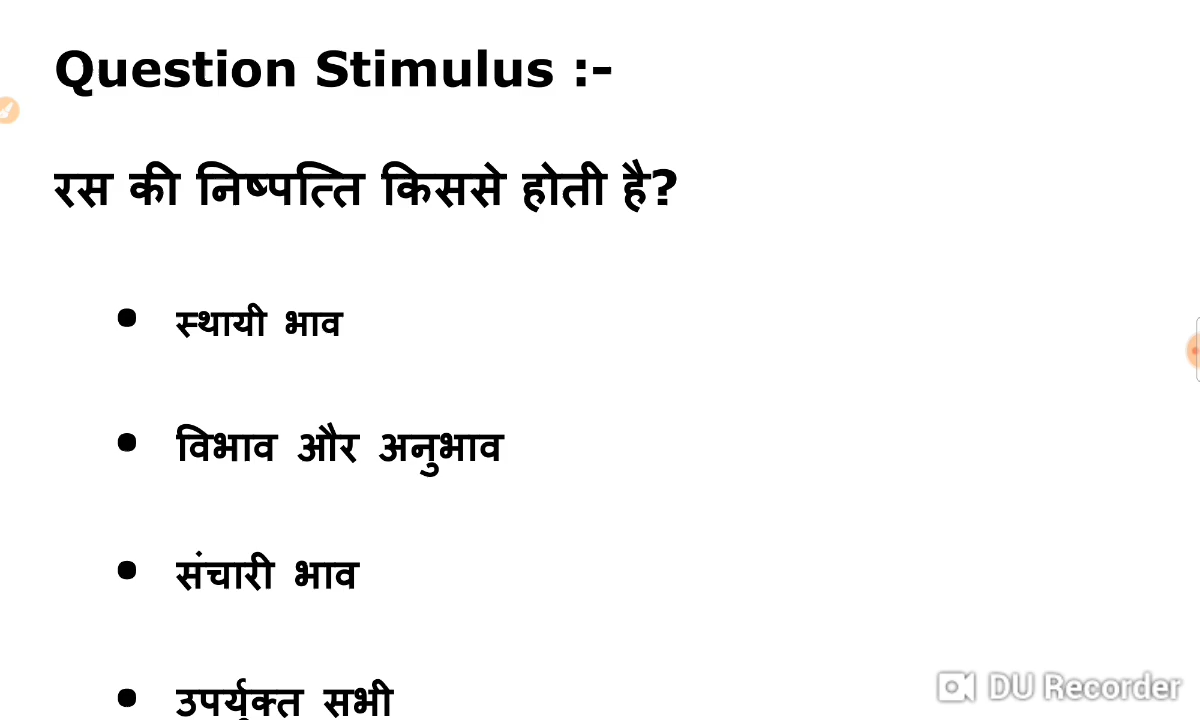 Question Stimulus :-
रस की निष्पत्ति किससे होती है?
• स्थायी भाव
• विभाव और अनुभाव
• संचारी भाव
• उपर्युक्त सभी
DU Recorder